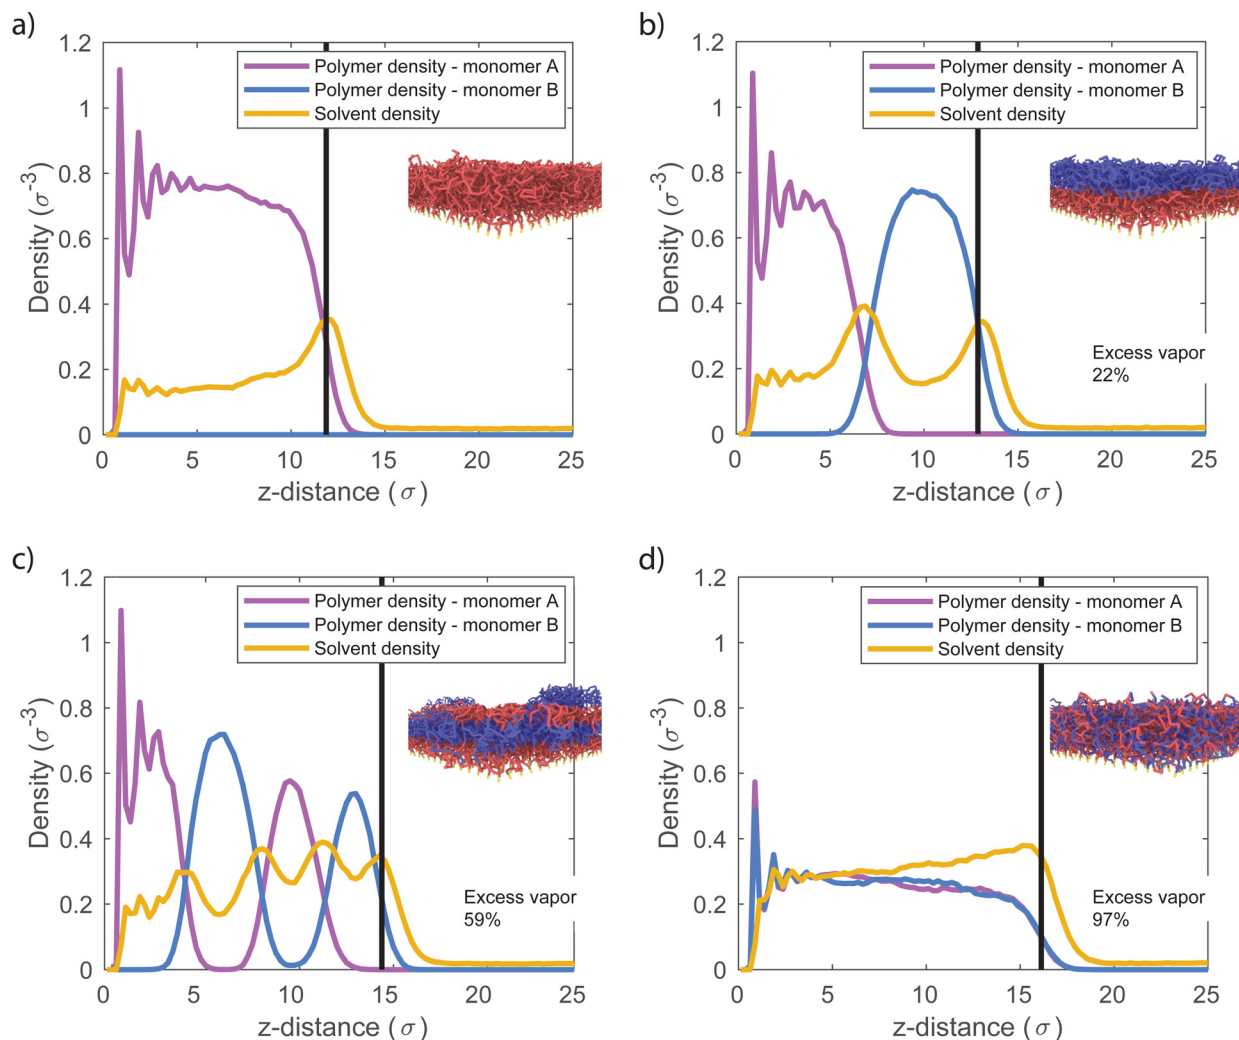 a)
1.2
1
0.8
0.6
0.4
0.2
0
Density (σ⁻³)
Polymer density - monomer A
Polymer density - monomer B
Solvent density
0 5 10 15 20 25
z-distance (σ)
b)
1.2
1
0.8
0.6
0.4
0.2
0
Density (σ⁻³)
Polymer density - monomer A
Polymer density - monomer B
Solvent density
Excess vapor
22%
0 5 10 15 20 25
z-distance (σ)
c)
1.2
1
0.8
0.6
0.4
0.2
0
Density (σ⁻³)
Polymer density - monomer A
Polymer density - monomer B
Solvent density
Excess vapor
59%
0 5 10 15 20 25
z-distance (σ)
d)
1.2
1
0.8
0.6
0.4
0.2
0
Density (σ⁻³)
Polymer density - monomer A
Polymer density - monomer B
Solvent density
Excess vapor
97%
0 5 10 15 20 25
z-distance (σ)